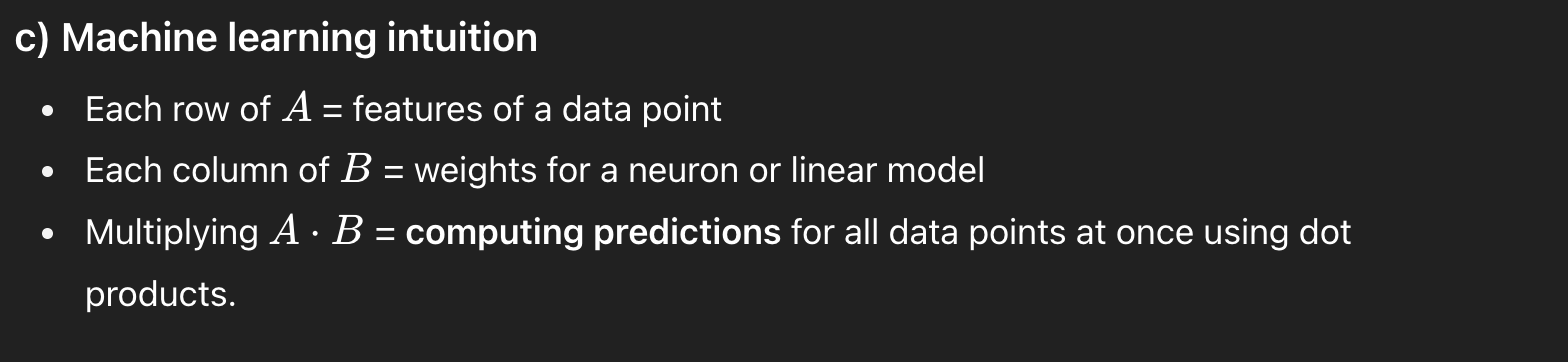 c) Machine learning intuition
• Each row of A = features of a data point
• Each column of B = weights for a neuron or linear model
• Multiplying A · B = computing predictions for all data points at once using dot
products.